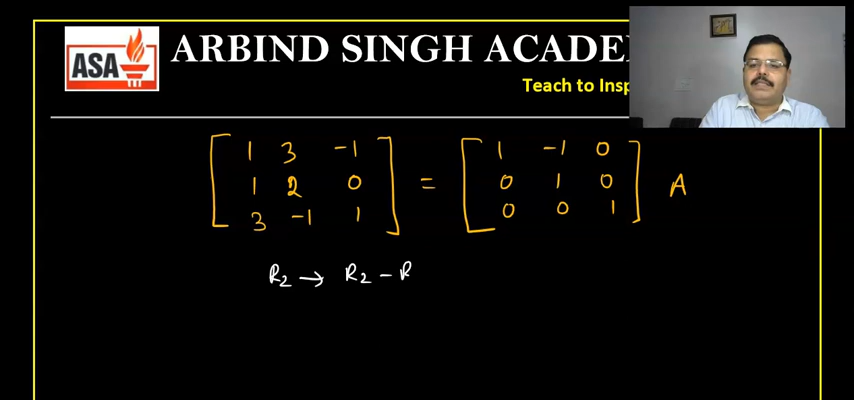 ASA
ARBIND SINGH ACADE
Teach to Insp
[ 1 3 -1 ] = [ 1 -1 0 ] A
[ 1 2 0 ] [ 0 1 0 ]
[ 3 -1 1 ] [ 0 0 1 ]
R₂ → R₂ - R